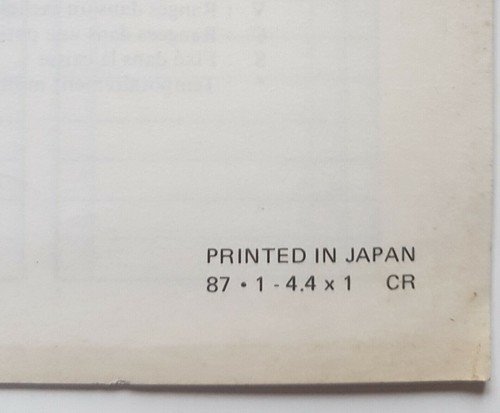 PRINTED IN JAPAN
87 • 1 - 4.4 x 1 CR